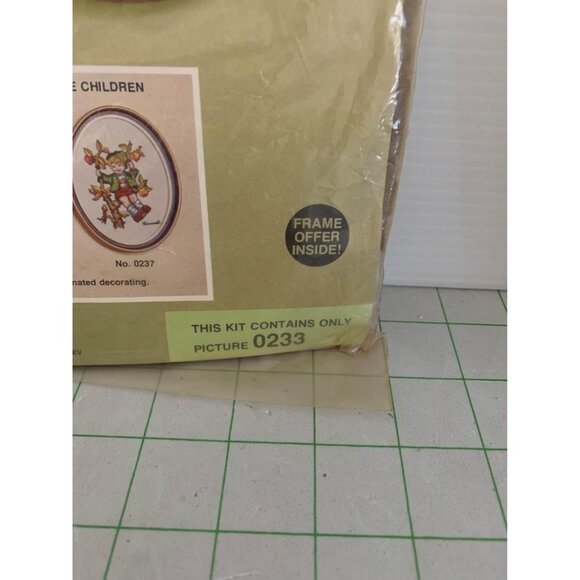 E CHILDREN
No. 0237
nated decorating.
FRAME
OFFER
INSIDE!
THIS KIT CONTAINS ONLY
PICTURE 0233